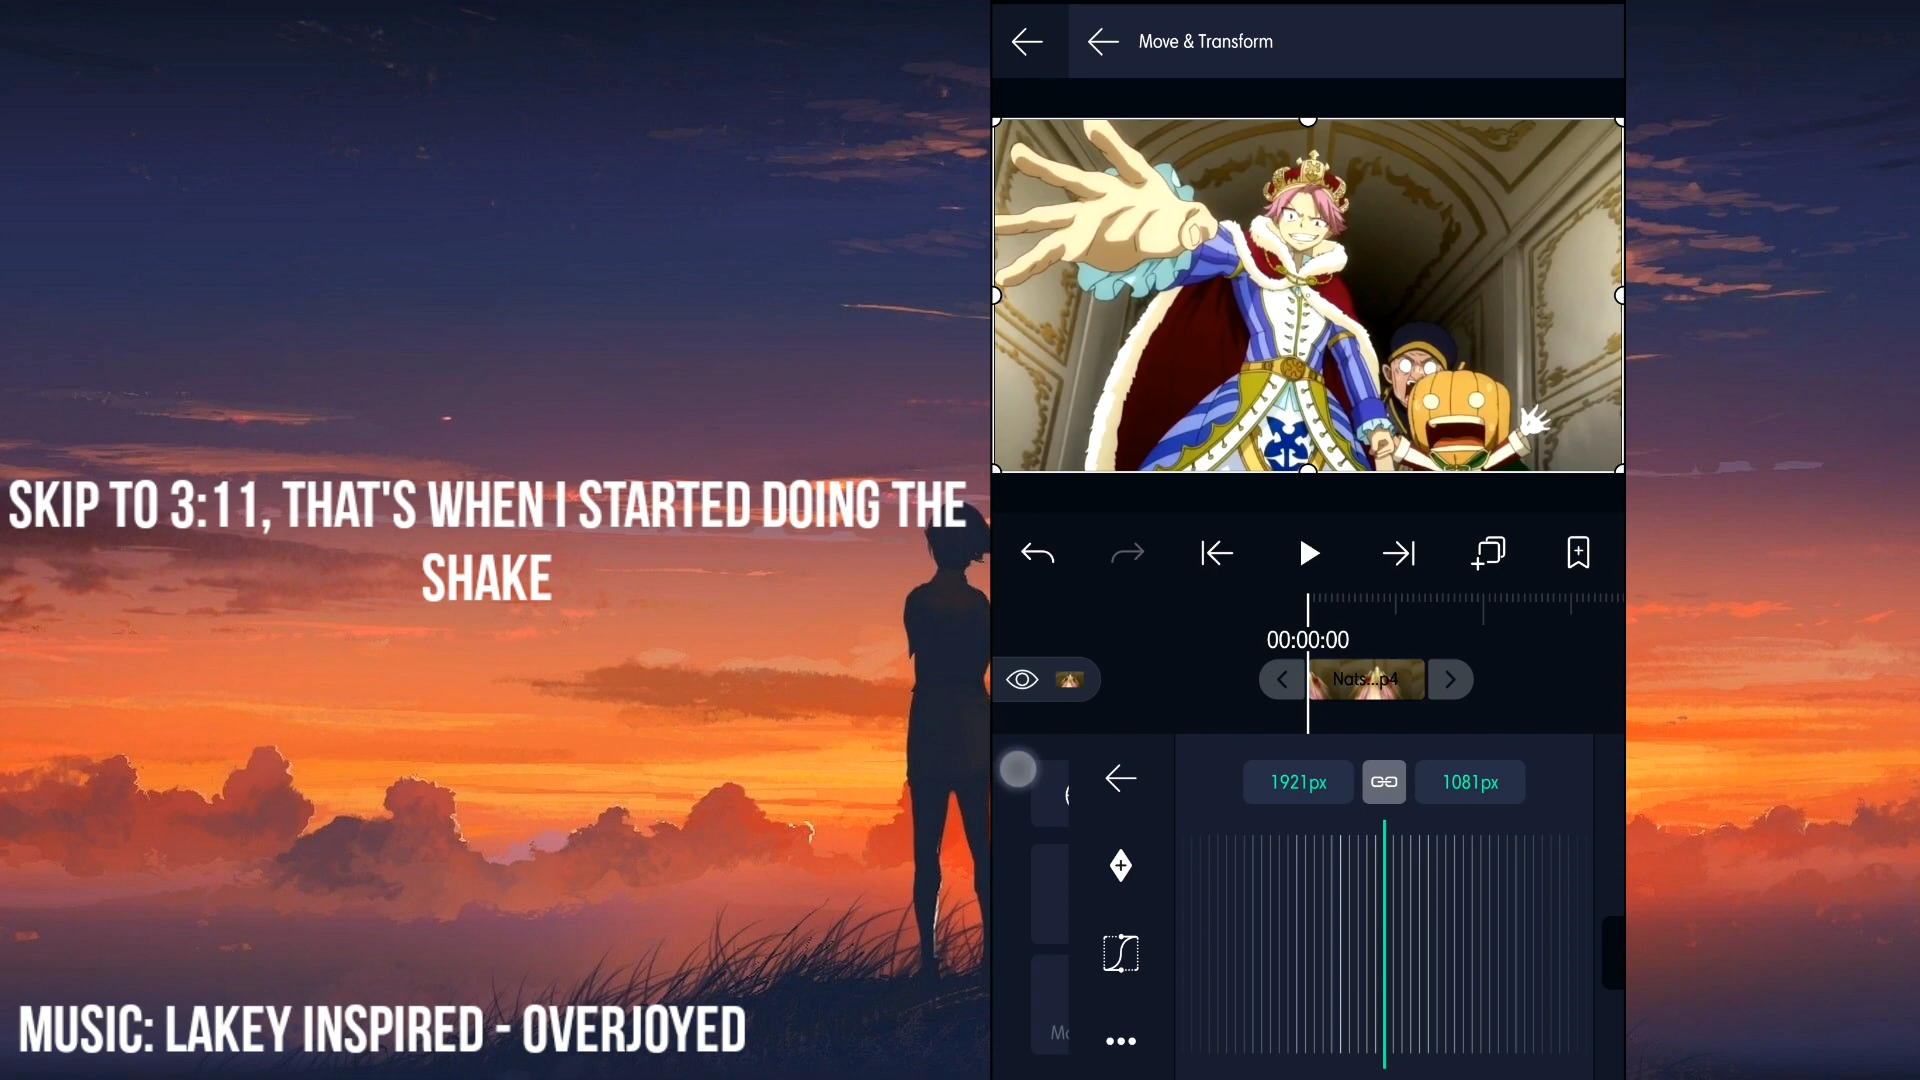 Move & Transform
SKIP TO 3:11, THAT'S WHEN I STARTED DOING THE
SHAKE
00:00:00
Nats...p4
1921px
1081px
Mo
MUSIC: LAKEY INSPIRED - OVERJOYED